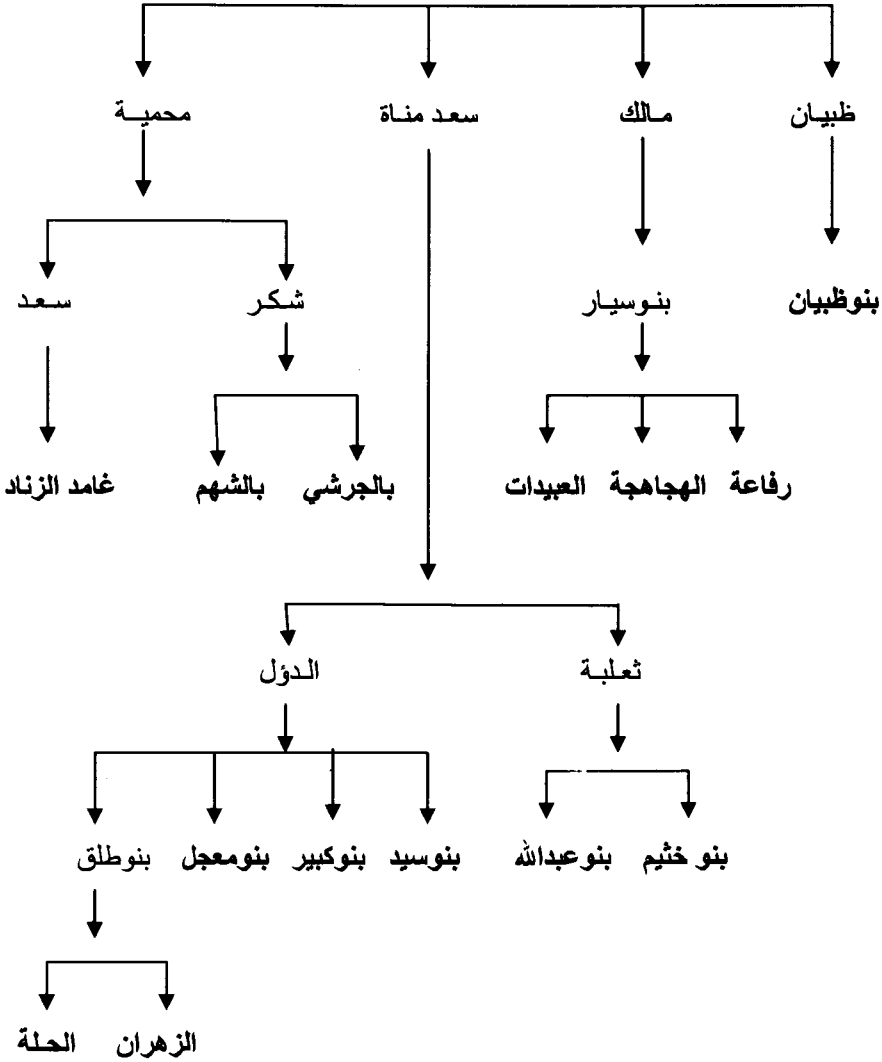 ظبيان مالك سعد مناة محمية
بنوظبيان بنوسيار شكر سعد
رفاعة الهجاهجة العبيدات بالجرشي بالشهم غامد الزناد
ثعلبة الدؤل
بنو خثيم بنوعبدالله بنوسيد بنوكبير بنومعجل بنوطلق
الزهران الحلة